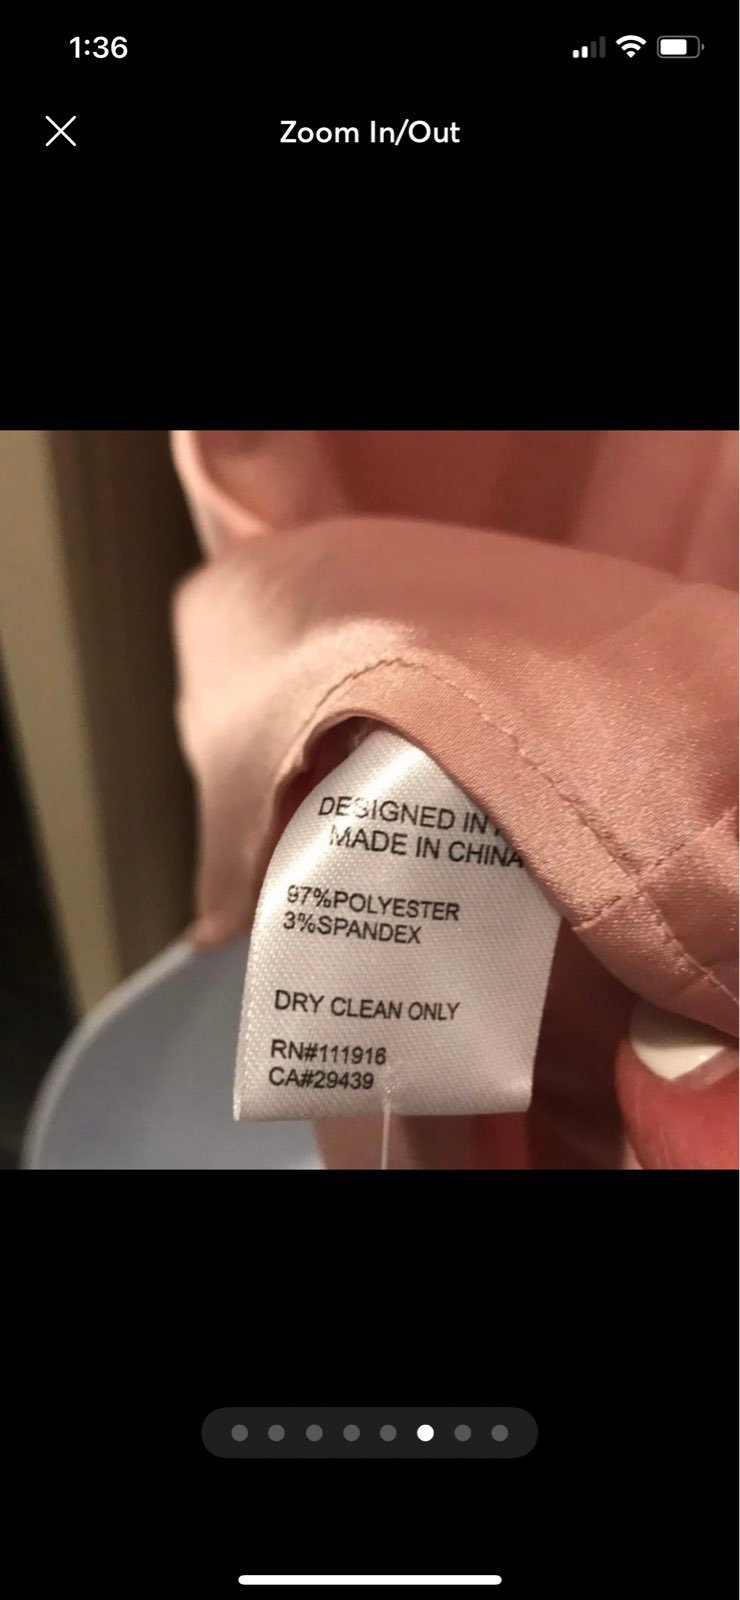 1:36
Zoom In/Out
DESIGNED IN
MADE IN CHINA
97%POLYESTER
3%SPANDEX
DRY CLEAN ONLY
RN#111916
CA#29439